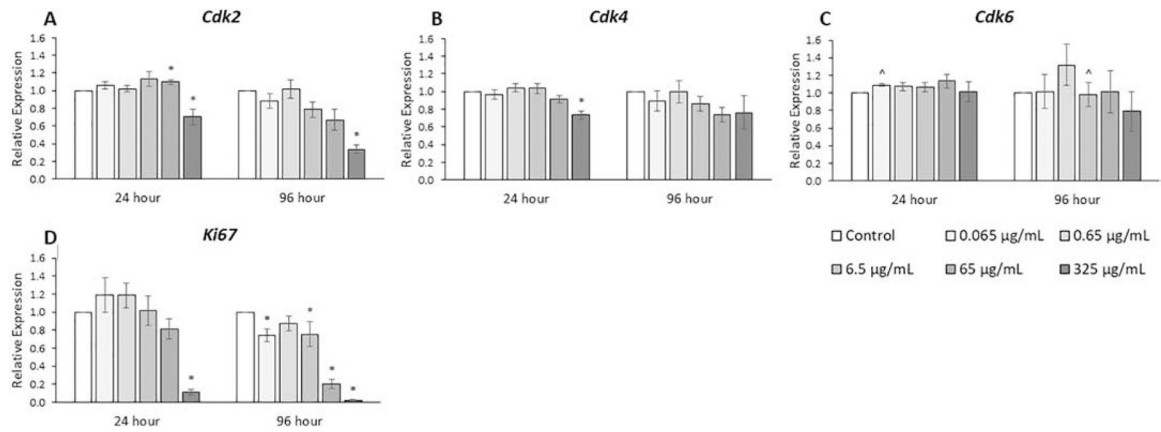 A Cdk2
Relative Expression
1.6
1.4
1.2
1.0
0.8
0.6
0.4
0.2
0.0
* * *
24 hour 96 hour
B Cdk4
Relative Expression
1.6
1.4
1.2
1.0
0.8
0.6
0.4
0.2
0.0
*
24 hour 96 hour
C Cdk6
Relative Expression
1.6
1.4
1.2
1.0
0.8
0.6
0.4
0.2
0.0
^ ^
24 hour 96 hour
D Ki67
Relative Expression
1.6
1.4
1.2
1.0
0.8
0.6
0.4
0.2
0.0
* * * * *
24 hour 96 hour
Control 0.065 µg/mL 0.65 µg/mL
6.5 µg/mL 65 µg/mL 325 µg/mL